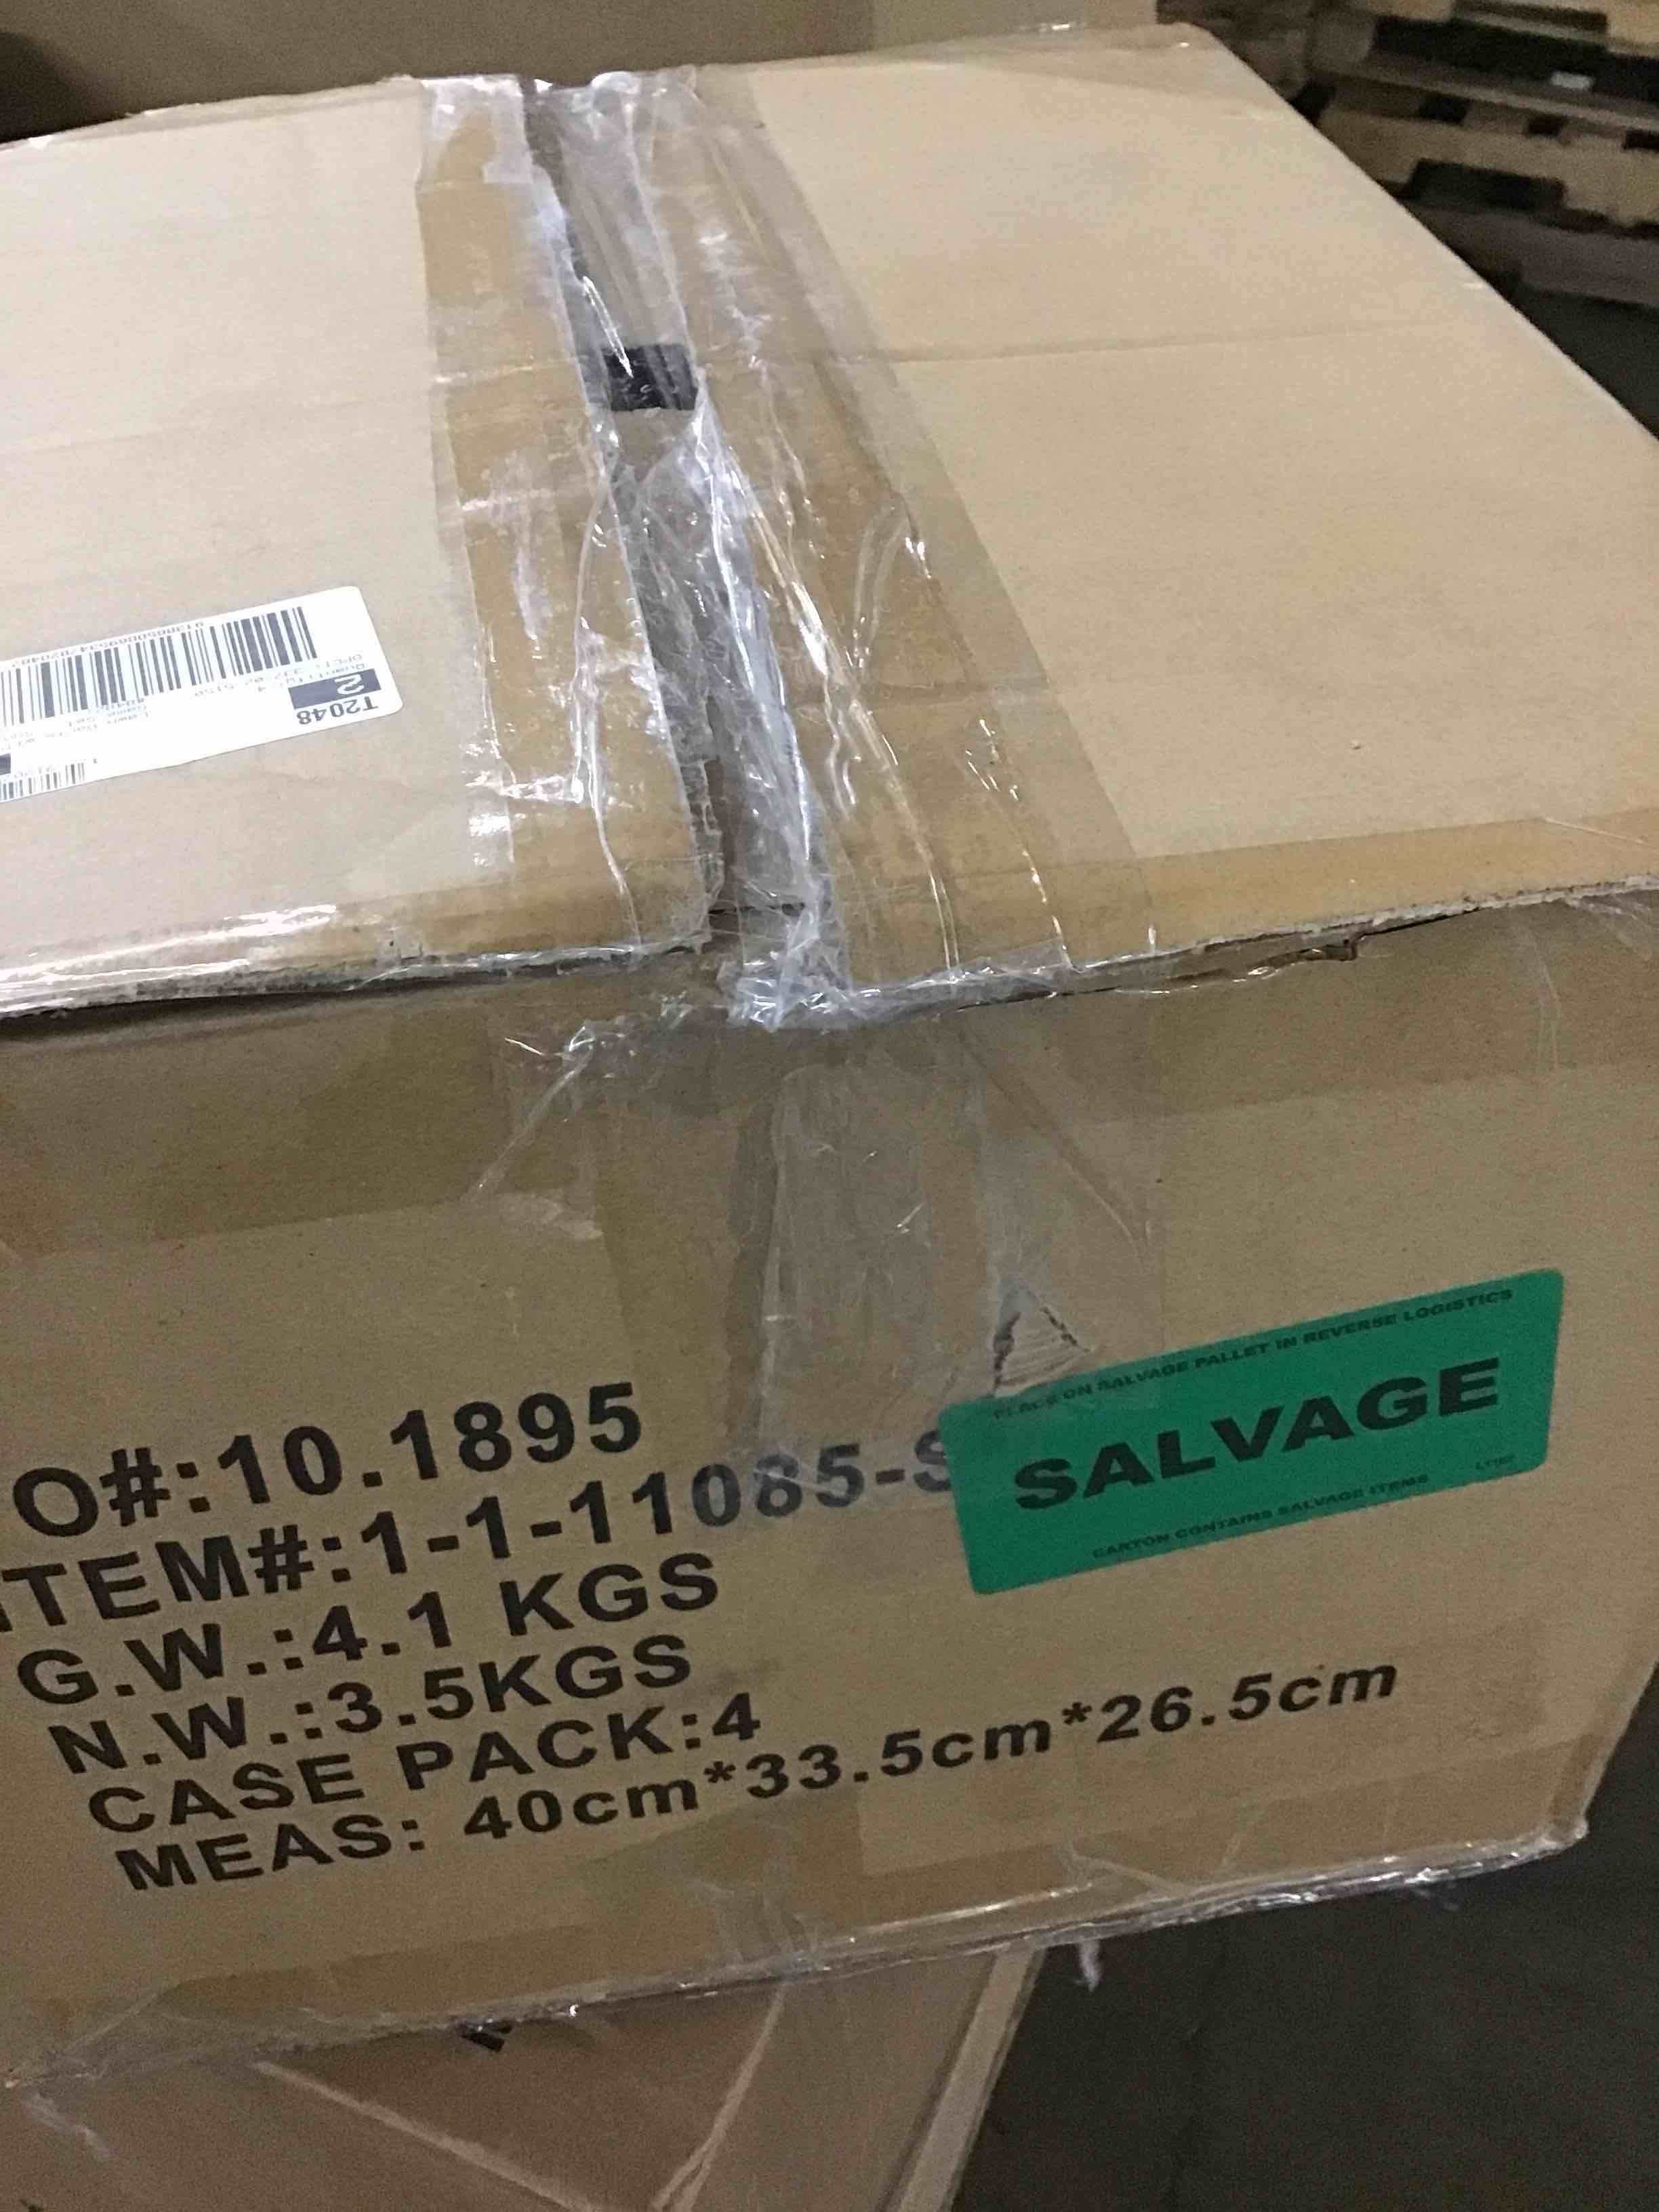 T2048
2
O#:10.1895
ITEM#:1-1-11085-S
G.W.:4.1 KGS
N.W.:3.5KGS
CASE PACK:4
MEAS: 40cm*33.5cm*26.5cm
PLACE ON SALVAGE PALLET IN REVERSE LOGISTICS
SALVAGE
CARTON CONTAINS SALVAGE ITEMS